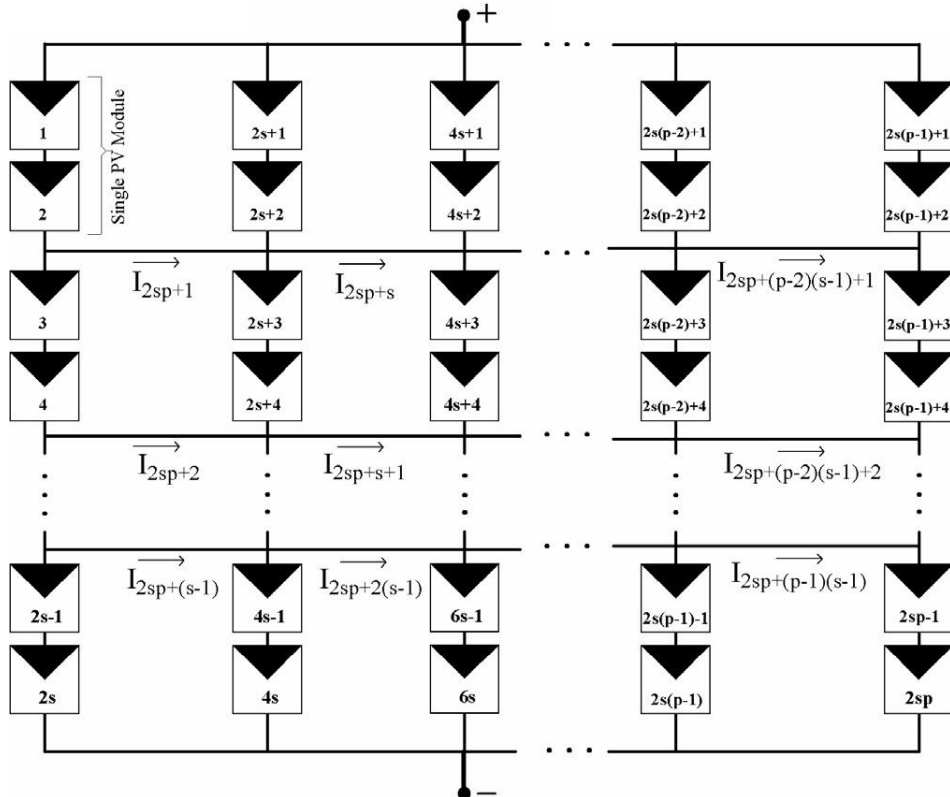 +
1 2s+1 4s+1 2s(p-2)+1 2s(p-1)+1
Single PV Module
2 2s+2 4s+2 2s(p-2)+2 2s(p-1)+2
I2sp+1 I2sp+s I2sp+(p-2)(s-1)+1
3 2s+3 4s+3 2s(p-2)+3 2s(p-1)+3
4 2s+4 4s+4 2s(p-2)+4 2s(p-1)+4
I2sp+2 I2sp+s+1 I2sp+(p-2)(s-1)+2
I2sp+(s-1) I2sp+2(s-1) I2sp+(p-1)(s-1)
2s-1 4s-1 6s-1 2s(p-1)-1 2sp-1
2s 4s 6s 2s(p-1) 2sp
−